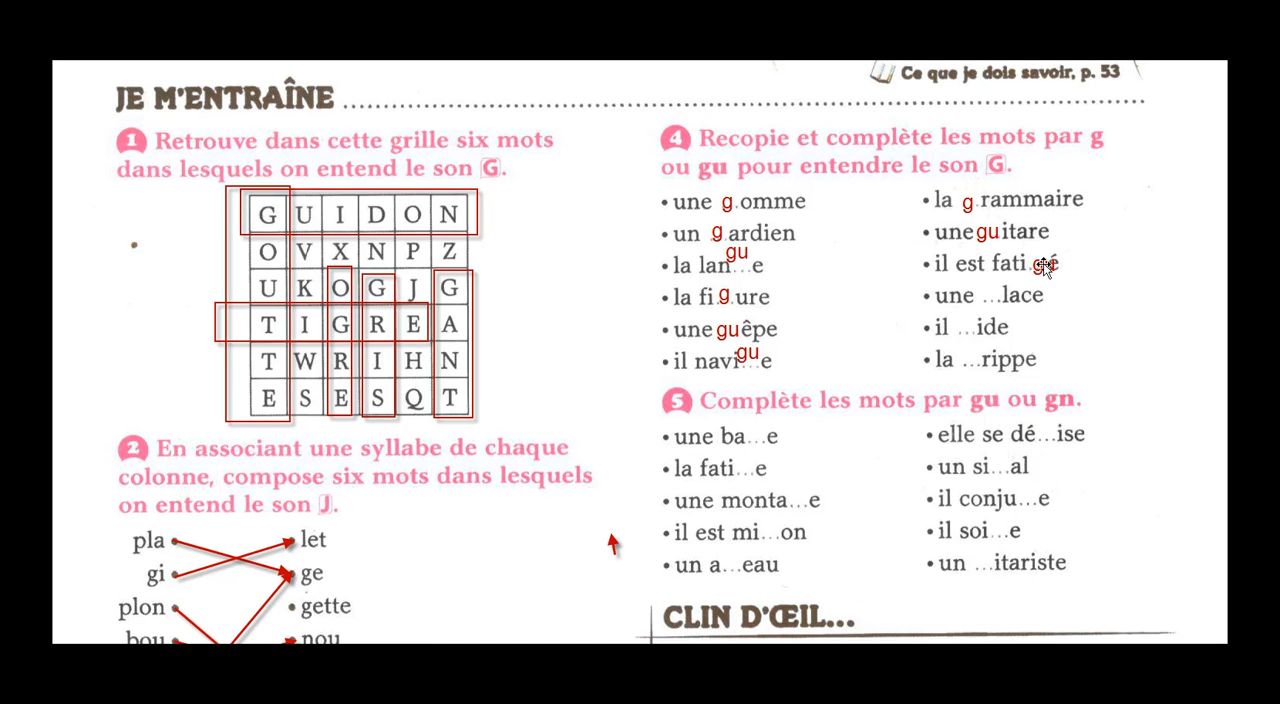 Ce que je dois savoir, p. 53
JE M'ENTRAÎNE
1 Retrouve dans cette grille six mots
dans lesquels on entend le son G.
G U I D O N
O V X N P Z
U K O G J G
T I G R E A
T W R I H N
E S E S Q T
2 En associant une syllabe de chaque
colonne, compose six mots dans lesquels
on entend le son J.
pla let
gi ge
plon gette
bou nou
4 Recopie et complète les mots par g
ou gu pour entendre le son G.
• une g.omme
• un g.ardien
• la lan gu...e
• la fi.g.ure
• une guêpe
• il navi gu...e
• la g.rammaire
• une guitare
• il est fati.gué
• une ...lace
• il ...ide
• la ...rippe
5 Complète les mots par gu ou gn.
• une ba...e
• la fati...e
• une monta...e
• il est mi...on
• un a...eau
• elle se dé...ise
• un si...al
• il conju...e
• il soi...e
• un ...itariste
CLIN D'ŒIL...